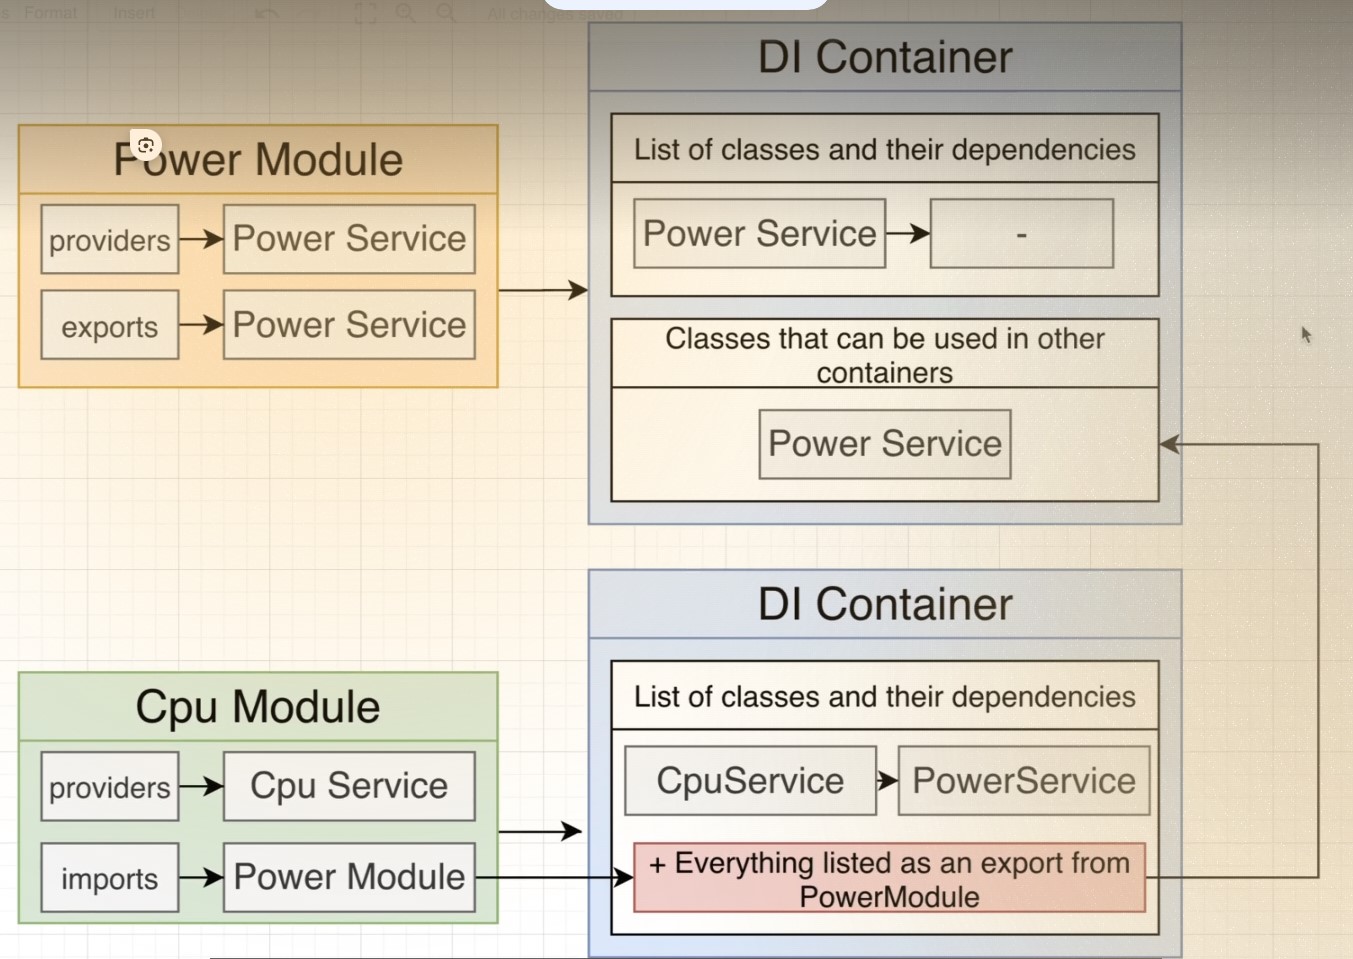 Format Insert All changes saved
DI Container
List of classes and their dependencies
Power Service -
Classes that can be used in other
containers
Power Service
Power Module
providers Power Service
exports Power Service
DI Container
List of classes and their dependencies
CpuService PowerService
+ Everything listed as an export from
PowerModule
Cpu Module
providers Cpu Service
imports Power Module